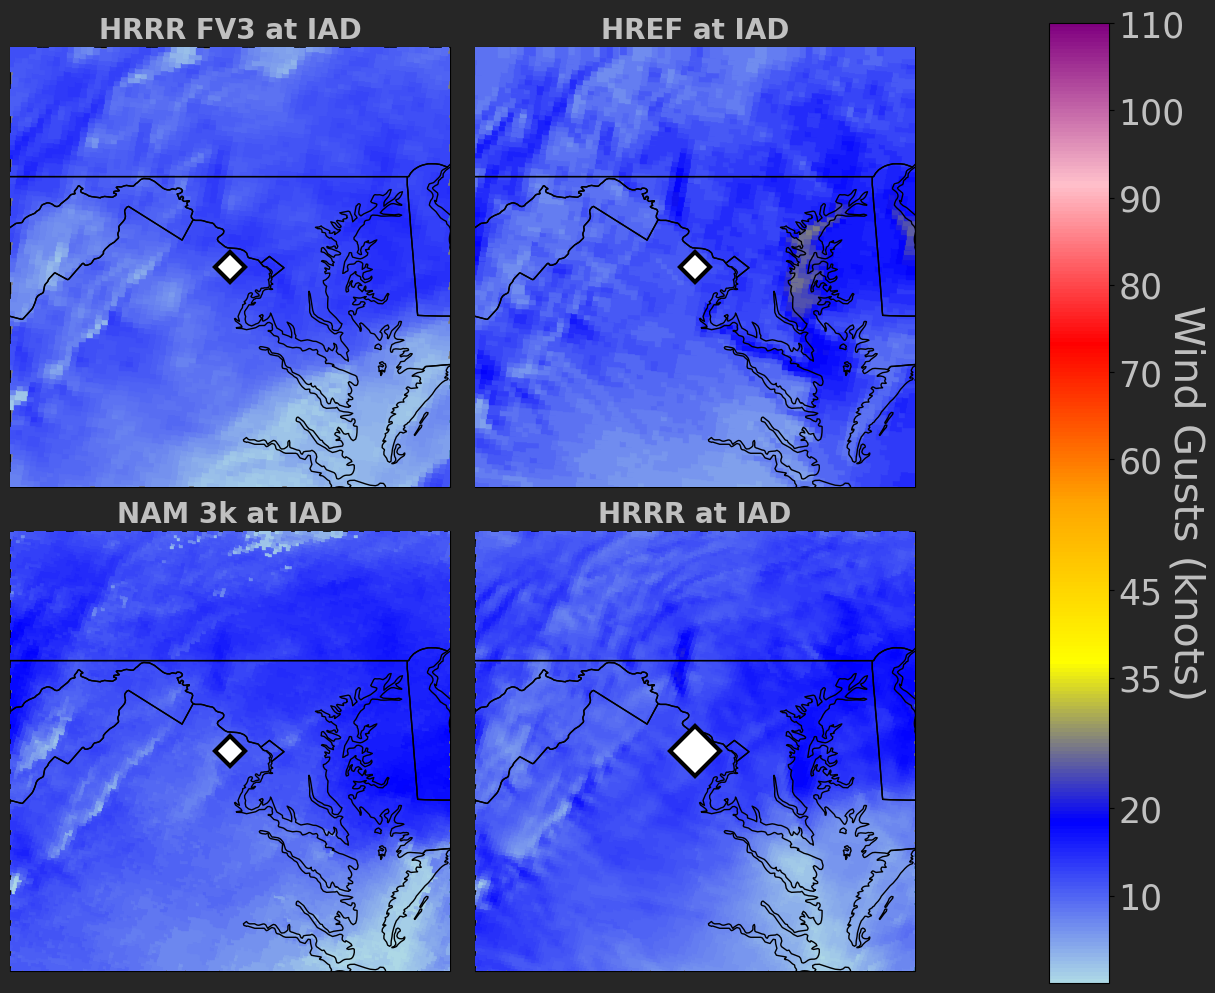 HRRR FV3 at IAD
HREF at IAD
NAM 3k at IAD
HRRR at IAD
110
100
90
80
70
60
45
35
20
10
Wind Gusts (knots)